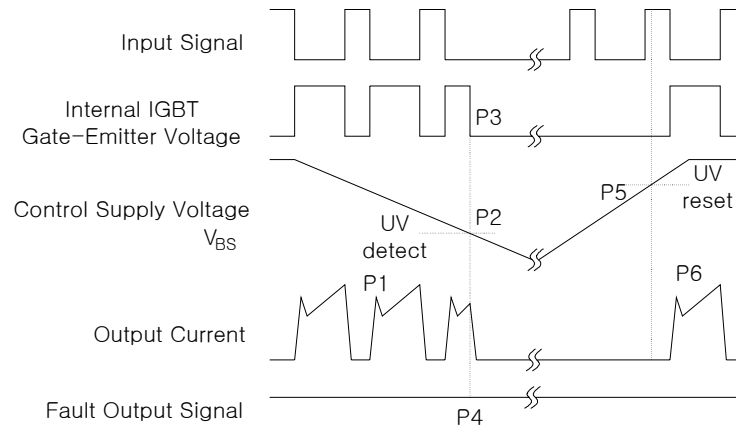 Input Signal
Internal IGBT
Gate-Emitter Voltage
P3
Control Supply Voltage
VBS
UV
detect
P2
P5
UV
reset
P1
P6
Output Current
Fault Output Signal
P4